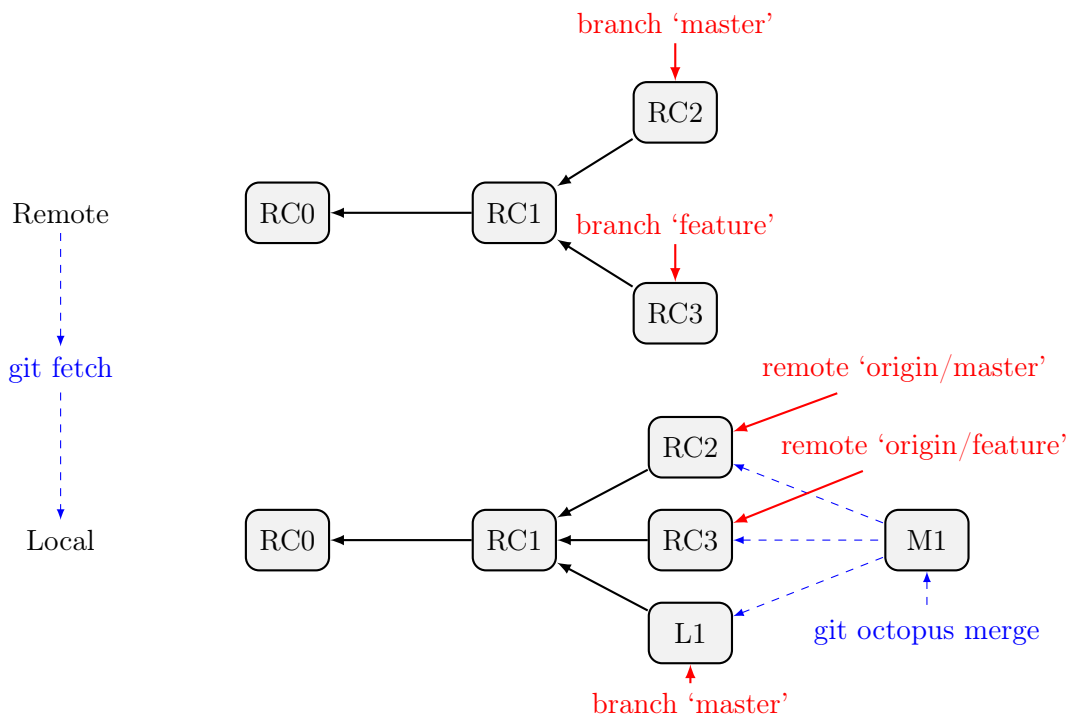 branch ‘master’
RC2
Remote
RC0
RC1
branch ‘feature’
RC3
git fetch
remote ‘origin/master’
RC2
remote ‘origin/feature’
Local
RC0
RC1
RC3
M1
L1
git octopus merge
branch ‘master’